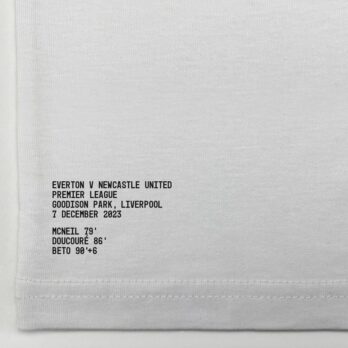 EVERTON V NEWCASTLE UNITED
PREMIER LEAGUE
GOODISON PARK, LIVERPOOL
7 DECEMBER 2023
MCNEIL 79'
DOUCOURÉ 86'
BETO 90'+6